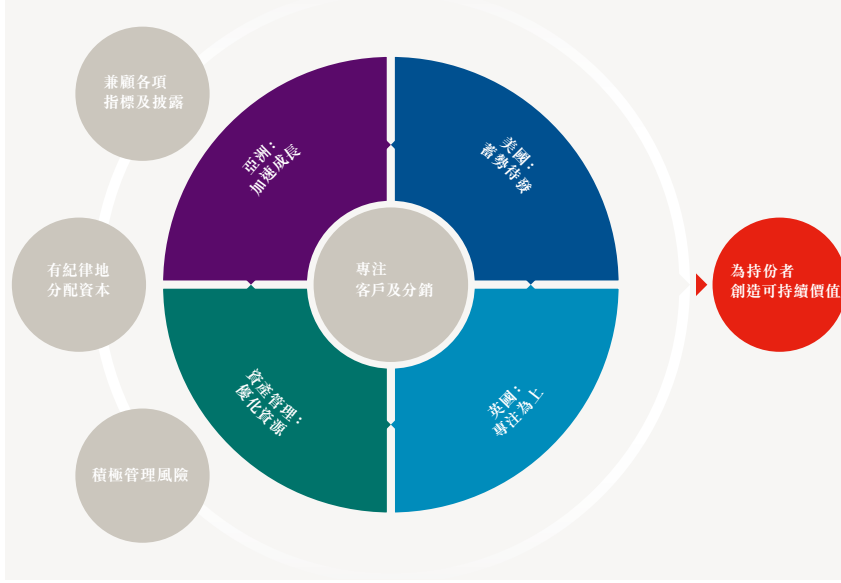 兼顧各項
指標及披露
有紀律地
分配資本
積極管理風險
亞洲：
加速成長
美國：
蓄勢待發
專注
客戶及分銷
資產管理：
優化資源
英國：
專注為上
為持份者
創造可持續價值